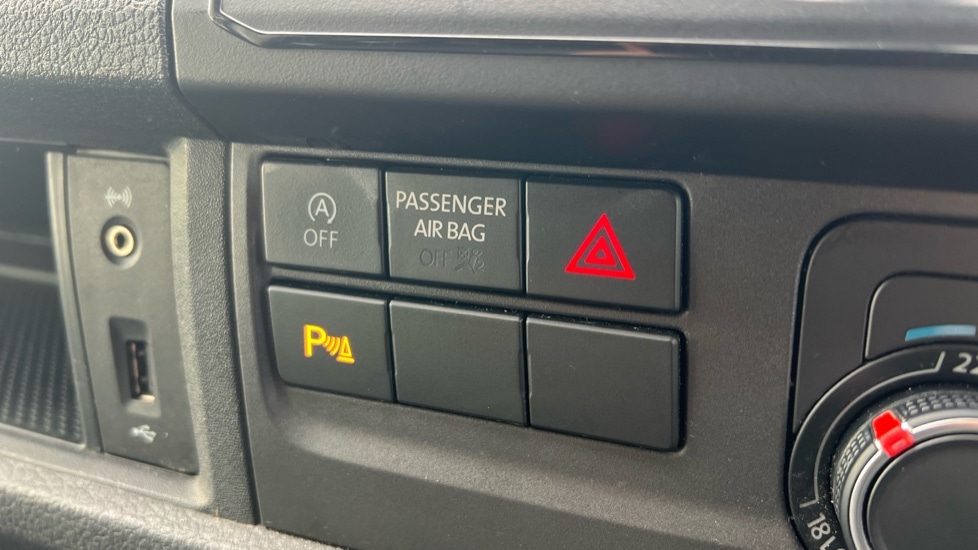 A
OFF
PASSENGER
AIR BAG
OFF
P
22
18